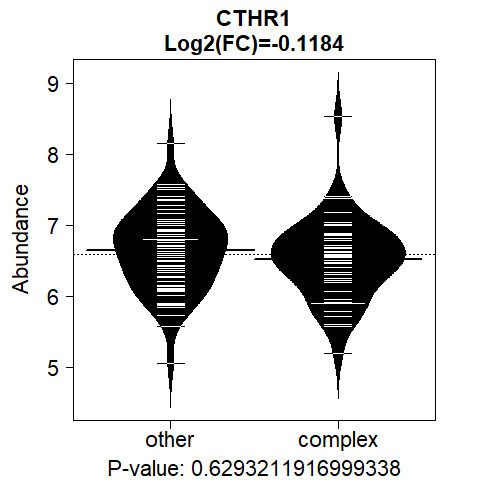 CTHR1
Log2(FC)=-0.1184
9
8
7
6
5
Abundance
other complex
P-value: 0.6293211916999338